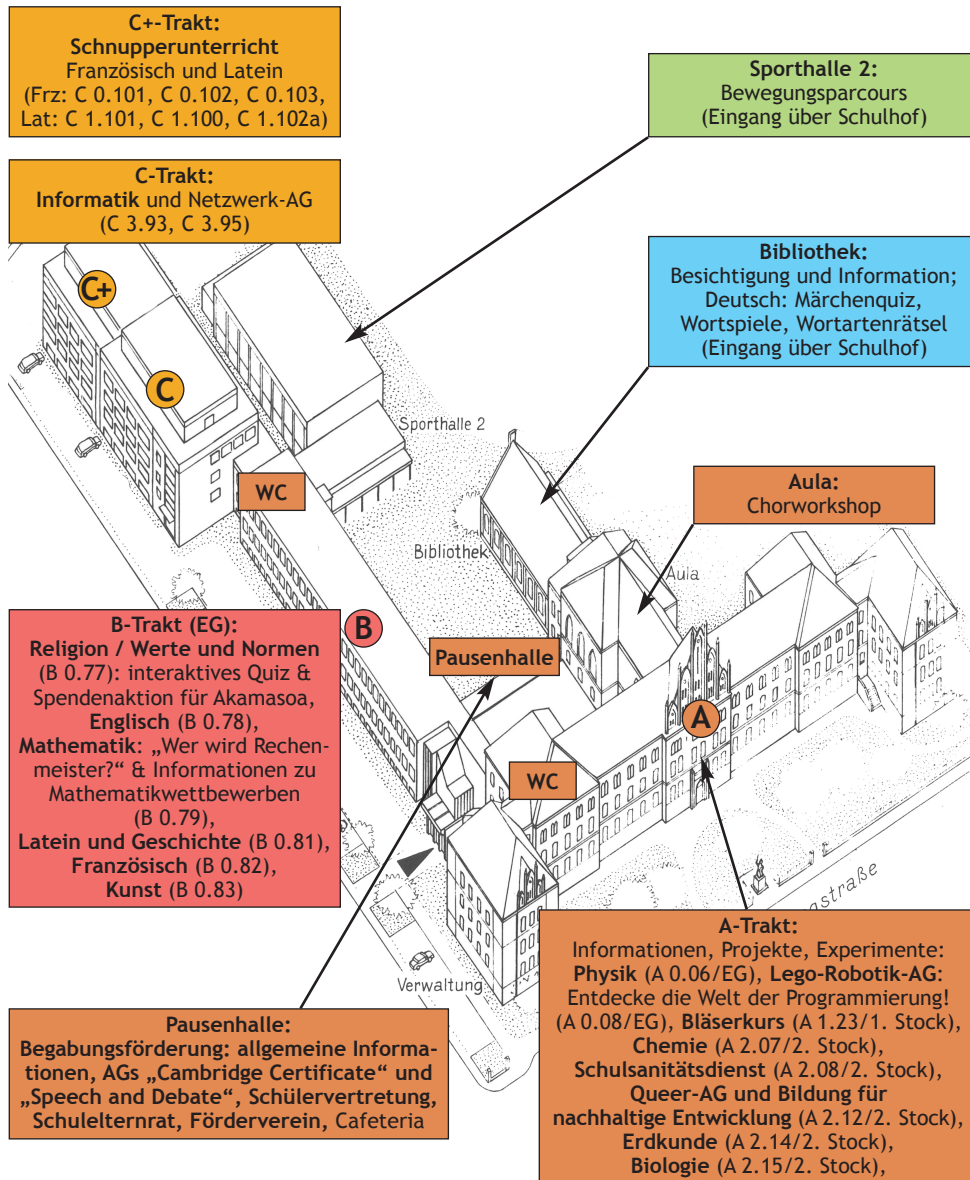 C+-Trakt:
Schnupperunterricht
Französisch und Latein
(Frz: C 0.101, C 0.102, C 0.103,
Lat: C 1.101, C 1.100, C 1.102a)
Sporthalle 2:
Bewegungsparcours
(Eingang über Schulhof)
C-Trakt:
Informatik und Netzwerk-AG
(C 3.93, C 3.95)
Bibliothek:
Besichtigung und Information;
Deutsch: Märchenquiz,
Wortspiele, Wortartenrätsel
(Eingang über Schulhof)
C+
C
Sporthalle 2
WC
Aula:
Chorworkshop
Bibliothek
Aula
B-Trakt (EG):
Religion / Werte und Normen
(B 0.77): interaktives Quiz &
Spendenaktion für Akamasoa,
Englisch (B 0.78),
Mathematik: „Wer wird Rechen-
meister?“ & Informationen zu
Mathematikwettbewerben
(B 0.79),
Latein und Geschichte (B 0.81),
Französisch (B 0.82),
Kunst (B 0.83)
B
Pausenhalle
A
WC
Verwaltung
Pausenhalle:
Begabungsförderung: allgemeine Informa-
tionen, AGs „Cambridge Certificate“ und
„Speech and Debate“, Schülervertretung,
Schulelternrat, Förderverein, Cafeteria
A-Trakt:
Informationen, Projekte, Experimente:
Physik (A 0.06/EG), Lego-Robotik-AG:
Entdecke die Welt der Programmierung!
(A 0.08/EG), Bläserkurs (A 1.23/1. Stock),
Chemie (A 2.07/2. Stock),
Schulsanitätsdienst (A 2.08/2. Stock),
Queer-AG und Bildung für
nachhaltige Entwicklung (A 2.12/2. Stock),
Erdkunde (A 2.14/2. Stock),
Biologie (A 2.15/2. Stock),